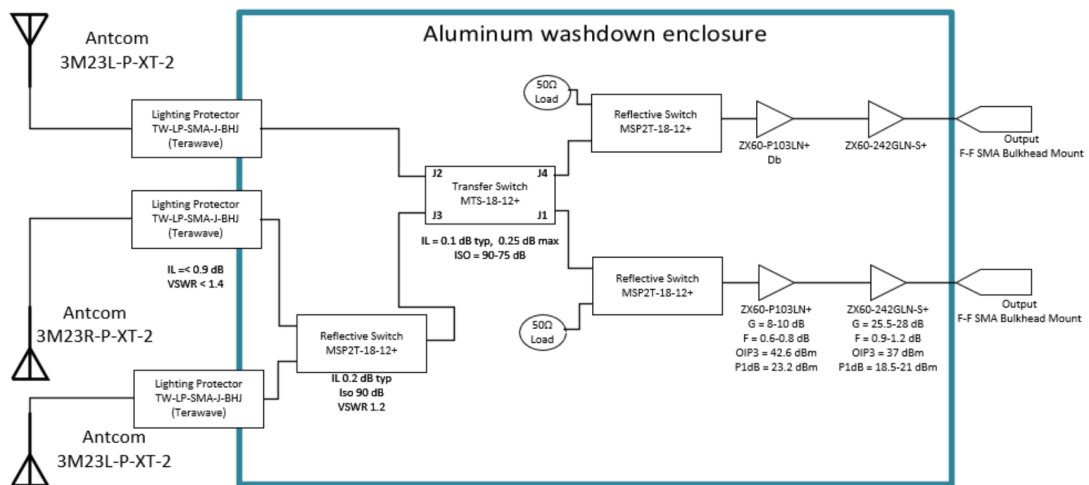 Aluminum washdown enclosure
Antcom
3M23L-P-XT-2
Lighting Protector
TW-LP-SMA-J-BHJ
(Terawave)
50Ω
Load
Reflective Switch
MSP2T-18-12+
ZX60-P103LN+
Db
ZX60-242GLN-S+
Output
F-F SMA Bulkhead Mount
J2
J4
Transfer Switch
MTS-18-12+
J3
J1
IL = 0.1 dB typ, 0.25 dB max
ISO = 90-75 dB
Lighting Protector
TW-LP-SMA-J-BHJ
(Terawave)
IL =< 0.9 dB
VSWR < 1.4
Antcom
3M23R-P-XT-2
Reflective Switch
MSP2T-18-12+
50Ω
Load
ZX60-P103LN+
G = 8-10 dB
F = 0.6-0.8 dB
OIP3 = 42.6 dBm
P1dB = 23.2 dBm
ZX60-242GLN-S+
G = 25.5-28 dB
F = 0.9-1.2 dB
OIP3 = 37 dBm
P1dB = 18.5-21 dBm
Output
F-F SMA Bulkhead Mount
Reflective Switch
MSP2T-18-12+
IL 0.2 dB typ
Iso 90 dB
VSWR 1.2
Lighting Protector
TW-LP-SMA-J-BHJ
(Terawave)
Antcom
3M23L-P-XT-2